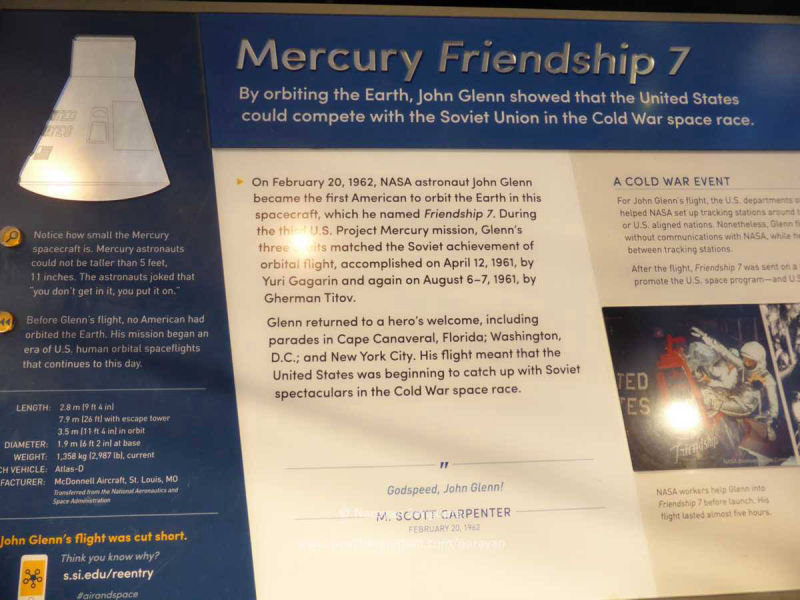 Mercury Friendship 7
By orbiting the Earth, John Glenn showed that the United States
could compete with the Soviet Union in the Cold War space race.
Notice how small the Mercury
spacecraft is. Mercury astronauts
could not be taller than 5 feet,
11 inches. The astronauts joked that
“you don't get in it, you put it on.”
Before Glenn's flight, no American had
orbited the Earth. His mission began an
era of U.S. human orbital spaceflights
that continues to this day.
LENGTH: 2.8 m (9 ft 4 in)
7.9 m (26 ft) with escape tower
3.5 m (11 ft 4 in) in orbit
DIAMETER: 1.9 m (6 ft 2 in) at base
WEIGHT: 1,358 kg (2,987 lb), current
CH VEHICLE: Atlas-D
FACTURER: McDonnell Aircraft, St. Louis, MO
Transferred from the National Aeronautics and
Space Administration
John Glenn's flight was cut short.
Think you know why?
s.si.edu/reentry
#airandspace
On February 20, 1962, NASA astronaut John Glenn
became the first American to orbit the Earth in this
spacecraft, which he named Friendship 7. During
the U.S. Project Mercury mission, Glenn's
three matched the Soviet achievement of
orbital flight, accomplished on April 12, 1961, by
Yuri Gagarin and again on August 6–7, 1961, by
Gherman Titov.
Glenn returned to a hero's welcome, including
parades in Cape Canaveral, Florida; Washington,
D.C.; and New York City. His flight meant that the
United States was beginning to catch up with Soviet
spectaculars in the Cold War space race.
"
Godspeed, John Glenn!
M. SCOTT CARPENTER
FEBRUARY 20, 1962
A COLD WAR EVENT
For John Glenn's flight, the U.S. departments
helped NASA set up tracking stations around
or U.S. aligned nations. Nonetheless, Glenn
without communications with NASA, while
between tracking stations.
After the flight, Friendship 7 was sent on a
promote the U.S. space program—and
TED
TES
Friendship
NASA workers help Glenn into
Friendship 7 before launch. His
flight lasted almost five hours.